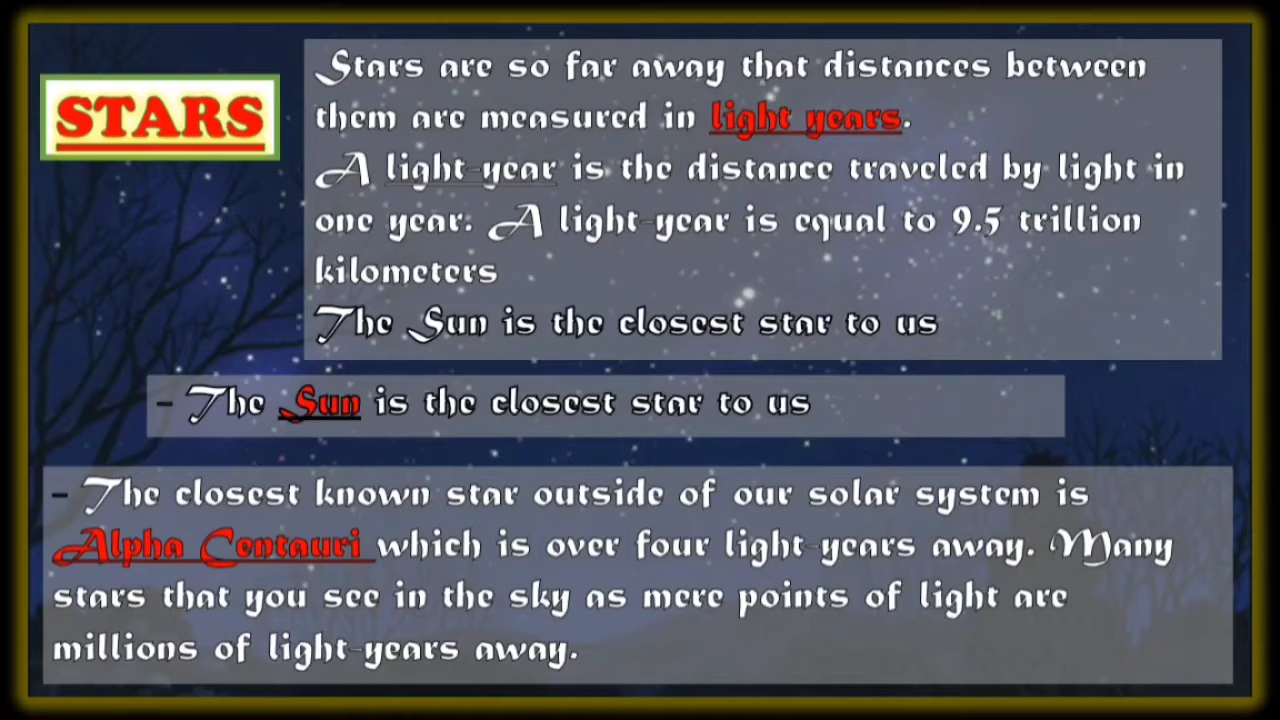 STARS
Stars are so far away that distances between
them are measured in light years.
A light-year is the distance traveled by light in
one year. A light-year is equal to 9.5 trillion
kilometers
The Sun is the closest star to us
- The Sun is the closest star to us
- The closest known star outside of our solar system is
Alpha Centauri which is over four light-years away. Many
stars that you see in the sky as mere points of light are
millions of light-years away.